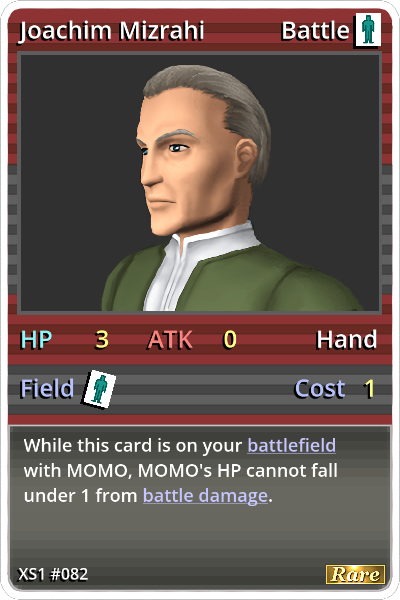 Joachim Mizrahi Battle
HP 3 ATK 0 Hand
Field Cost 1
While this card is on your battlefield
with MOMO, MOMO's HP cannot fall
under 1 from battle damage.
XS1 #082 Rare